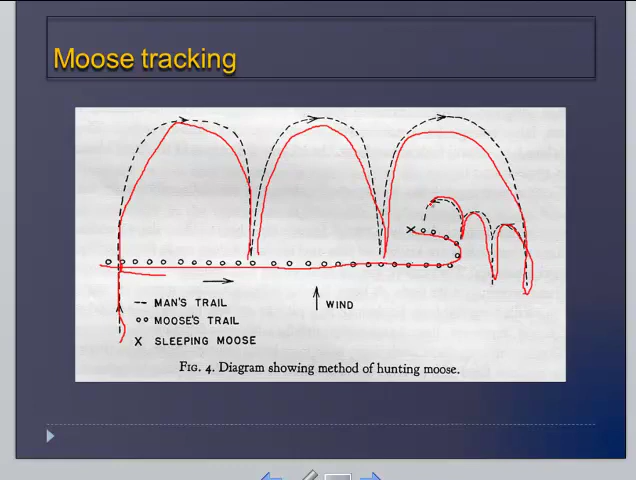 Moose tracking
-- MAN'S TRAIL
oo MOOSE'S TRAIL
X SLEEPING MOOSE
WIND
X
FIG. 4. Diagram showing method of hunting moose.